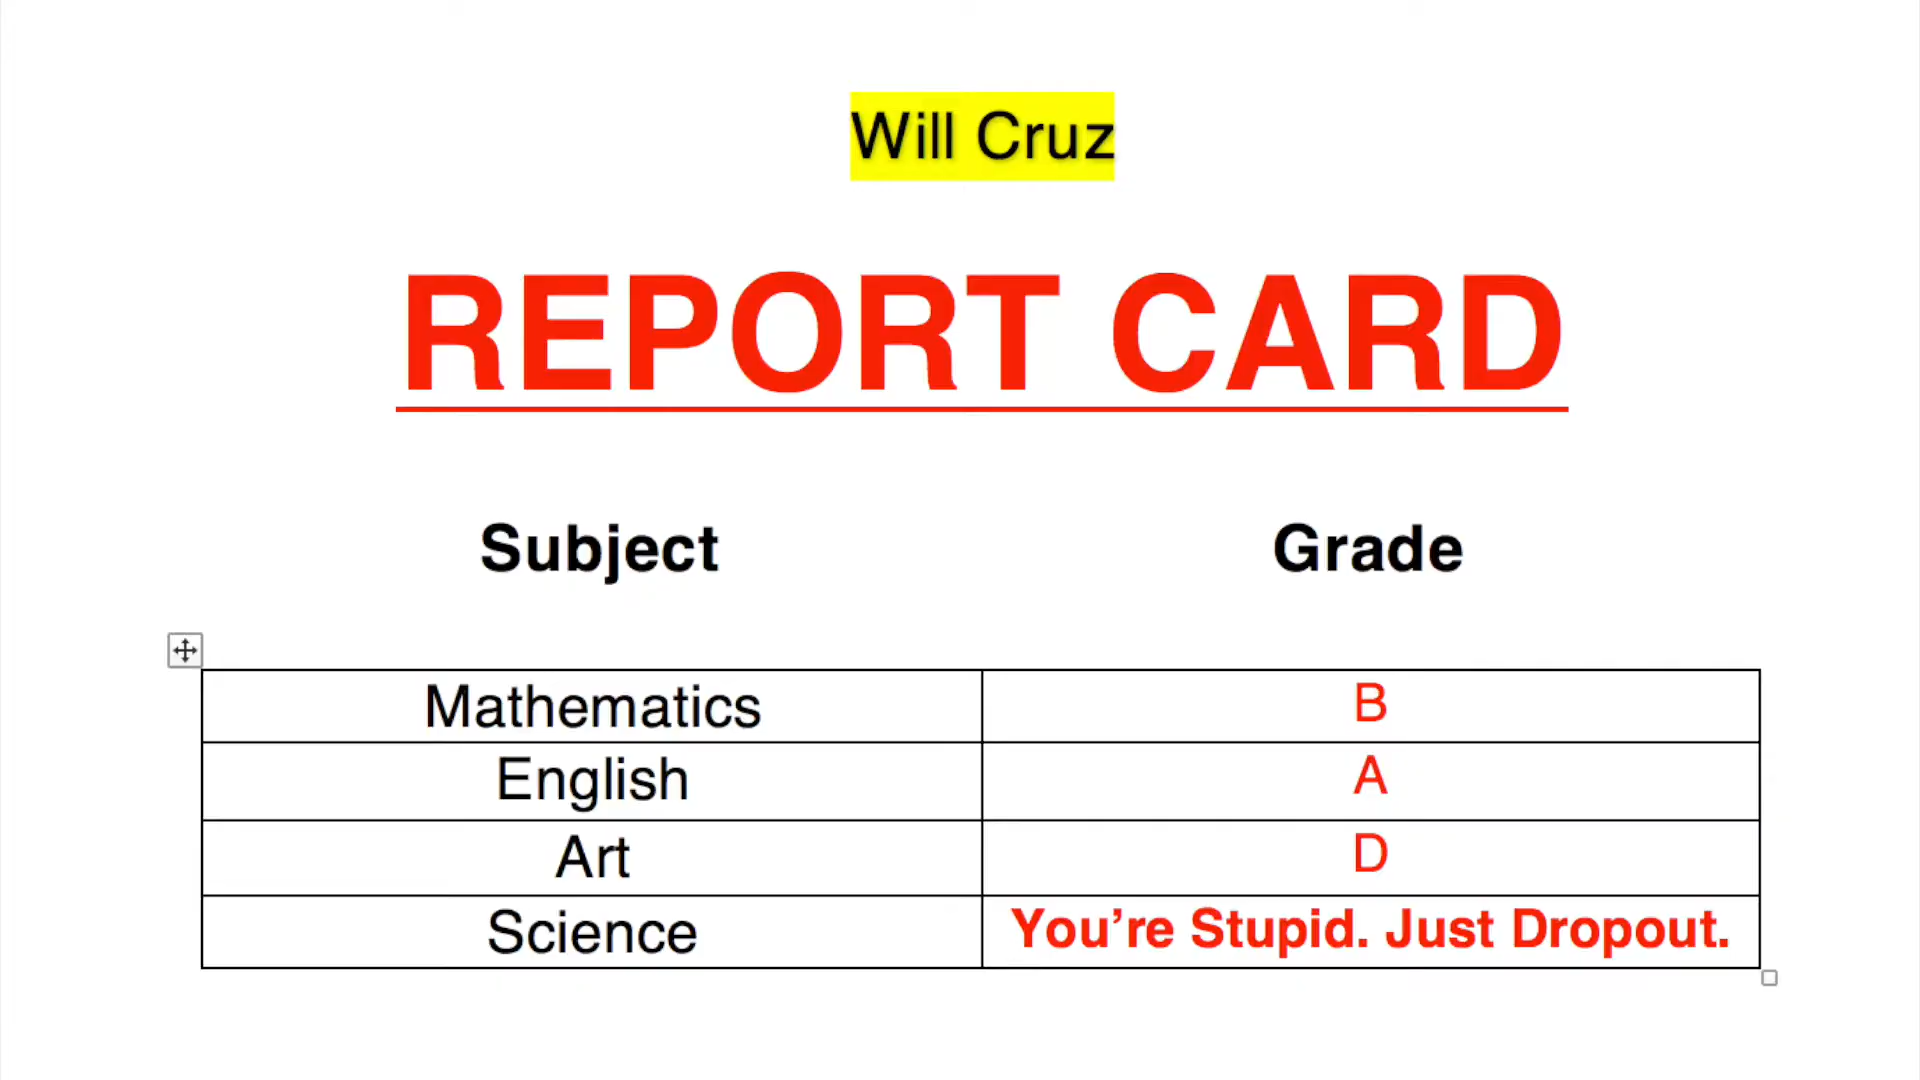 Will Cruz
REPORT CARD
Subject Grade
Mathematics B
English A
Art D
Science You’re Stupid. Just Dropout.